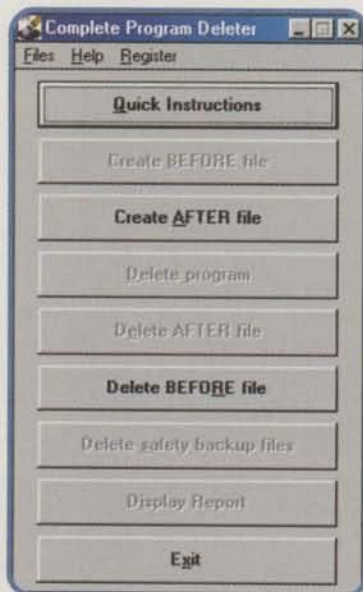 Complete Program Deleter
Files Help Register
Quick Instructions
Create BEFORE file
Create AFTER file
Delete program
Delete AFTER file
Delete BEFORE file
Delete safety backup files
Display Report
Exit